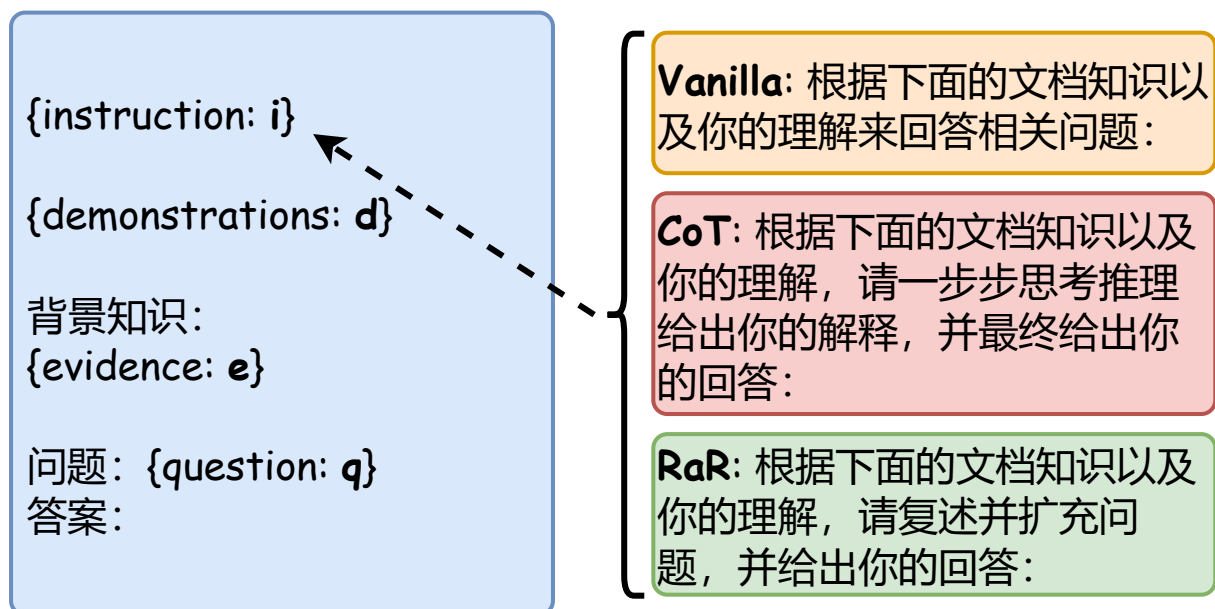 {instruction: i}
{demonstrations: d}
背景知识：
{evidence: e}
问题：{question: q}
答案：
Vanilla: 根据下面的文档知识以
及你的理解来回答相关问题：
CoT: 根据下面的文档知识以及
你的理解，请一步步思考推理
给出你的解释，并最终给出你
的回答：
RaR: 根据下面的文档知识以及
你的理解，请复述并扩充问
题，并给出你的回答：